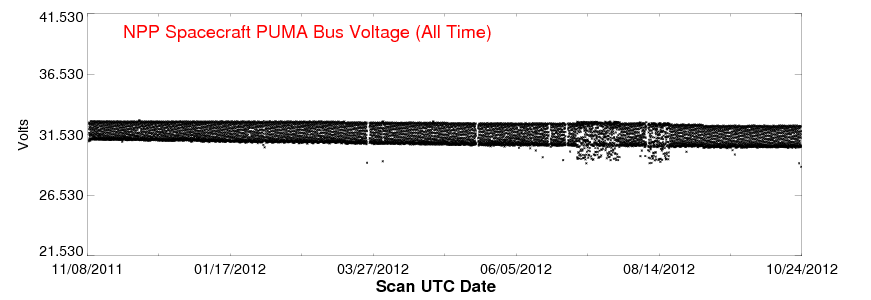 NPP Spacecraft PUMA Bus Voltage (All Time)
41.530
36.530
31.530
26.530
21.530
Volts
11/08/2011 01/17/2012 03/27/2012 06/05/2012 08/14/2012 10/24/2012
Scan UTC Date